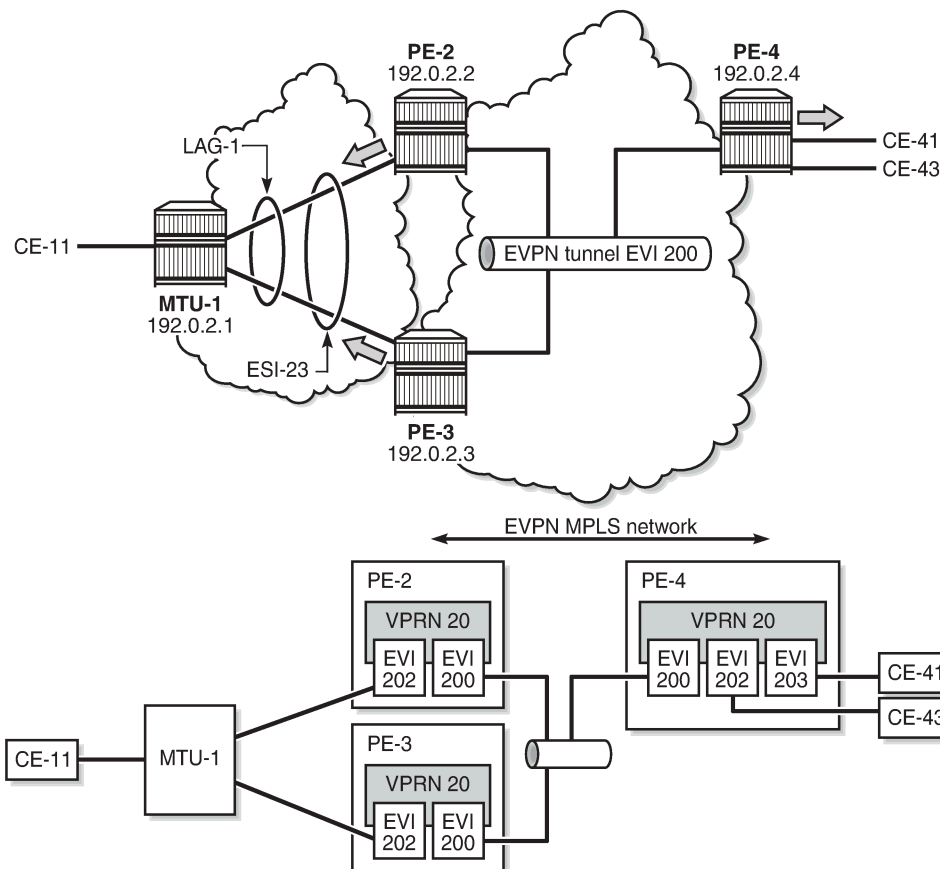 PE-2
192.0.2.2
PE-4
192.0.2.4
LAG-1
CE-41
CE-43
CE-11
EVPN tunnel EVI 200
MTU-1
192.0.2.1
ESI-23
PE-3
192.0.2.3
EVPN MPLS network
PE-2
VPRN 20
EVI
202
EVI
200
PE-4
VPRN 20
EVI
200
EVI
202
EVI
203
CE-41
CE-43
CE-11
MTU-1
PE-3
VPRN 20
EVI
202
EVI
200